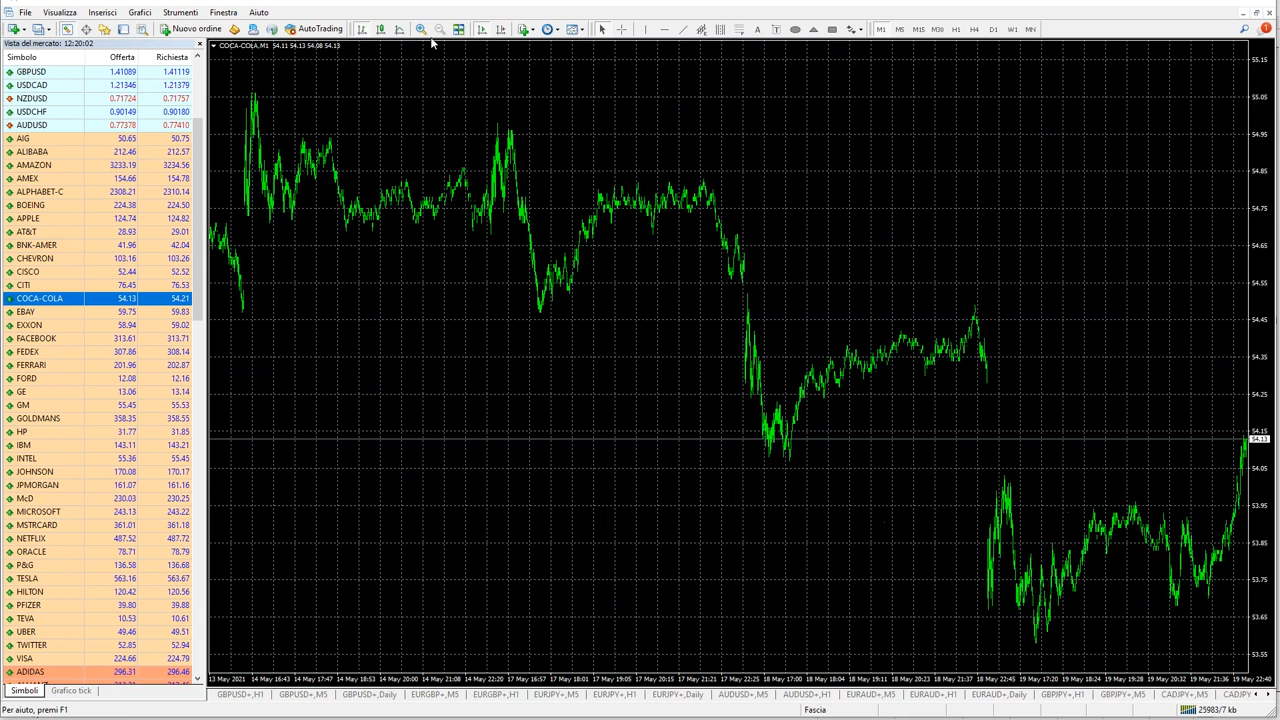 File Visualizza Inserisci Grafici Strumenti Finestra Aiuto
Nuovo ordine AutoTrading A T M1 M5 M15 M30 H1 H4 D1 W1 MN
Vista del mercato: 12:20:02
Simbolo Offerta Richiesta
GBPUSD 1.41089 1.41119
USDCAD 1.21346 1.21379
NZDUSD 0.71724 0.71757
USDCHF 0.90149 0.90180
AUDUSD 0.77378 0.77410
AIG 50.65 50.75
ALIBABA 212.46 212.57
AMAZON 3233.19 3234.56
AMEX 154.66 154.78
ALPHABET-C 2308.21 2310.14
BOEING 224.38 224.50
APPLE 124.74 124.82
AT&T 28.93 29.01
BNK-AMER 41.96 42.04
CHEVRON 103.16 103.26
CISCO 52.44 52.52
CITI 76.45 76.53
COCA-COLA 54.13 54.21
EBAY 59.75 59.83
EXXON 58.94 59.02
FACEBOOK 313.61 313.71
FEDEX 307.86 308.14
FERRARI 201.96 202.87
FORD 12.08 12.16
GE 13.06 13.14
GM 55.45 55.53
GOLDMANS 358.35 358.55
HP 31.77 31.85
IBM 143.11 143.21
INTEL 55.36 55.45
JOHNSON 170.08 170.17
JPMORGAN 161.07 161.16
McD 230.03 230.25
MICROSOFT 243.13 243.22
MSTRCARD 361.01 361.18
NETFLIX 487.52 487.72
ORACLE 78.71 78.79
P&G 136.58 136.68
TESLA 563.16 563.67
HILTON 120.42 120.56
PFIZER 39.80 39.88
TEVA 10.53 10.61
UBER 49.46 49.51
TWITTER 52.85 52.94
VISA 224.66 224.79
ADIDAS 296.31 296.46
Simboli Grafico tick
COCA-COLA,M1 54.11 54.13 54.08 54.13
55.15
55.05
54.95
54.85
54.75
54.65
54.55
54.45
54.35
54.25
54.15
54.13
54.05
53.85
53.75
53.65
53.55
13 May 2021 14 May 16:43 14 May 17:47 14 May 18:53 14 May 20:00 14 May 21:08 14 May 22:20 17 May 16:57 17 May 18:01 17 May 19:05 17 May 20:15 17 May 21:25 17 May 22:29 18 May 17:00 18 May 18:05 18 May 19:11 18 May 20:28 18 May 21:37 18 May 22:45 19 May 17:20 19 May 18:24 19 May 19:28 19 May 20:32 19 May 21:36 19 May 22:40
GBPUSD+,H1 GBPUSD+,M5 GBPUSD+,Daily EURGBP+,M5 EURGBP+,H1 EURJPY+,M5 EURJPY+,H1 EURJPY+,Daily AUDUSD+,M5 AUDUSD+,H1 EURAUD+,M5 EURAUD+,H1 EURAUD+,Daily GBPJPY+,H1 GBPJPY+,M5 CADJPY+,M5 CADJPY
Per aiuto, premi F1 Fascia 25983/7 kb